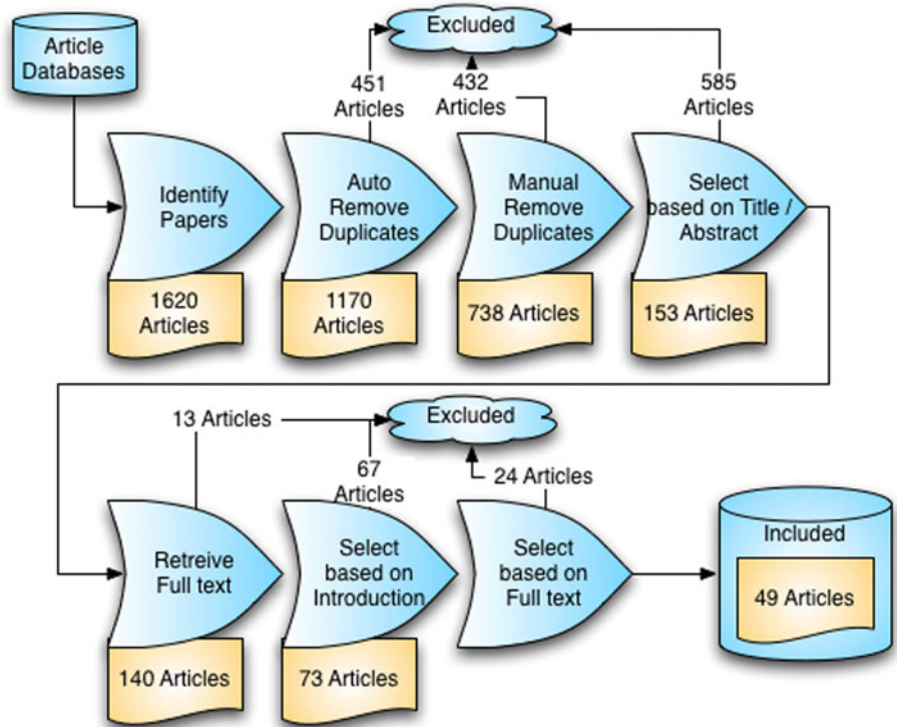 Article
Databases
Excluded
451
Articles
432
Articles
585
Articles
Identify
Papers
Auto
Remove
Duplicates
Manual
Remove
Duplicates
Select
based on Title /
Abstract
1620
Articles
1170
Articles
738 Articles
153 Articles
13 Articles
Excluded
67
Articles
24 Articles
Retreive
Full text
Select
based on
Introduction
Select
based on
Full text
Included
49 Articles
140 Articles
73 Articles